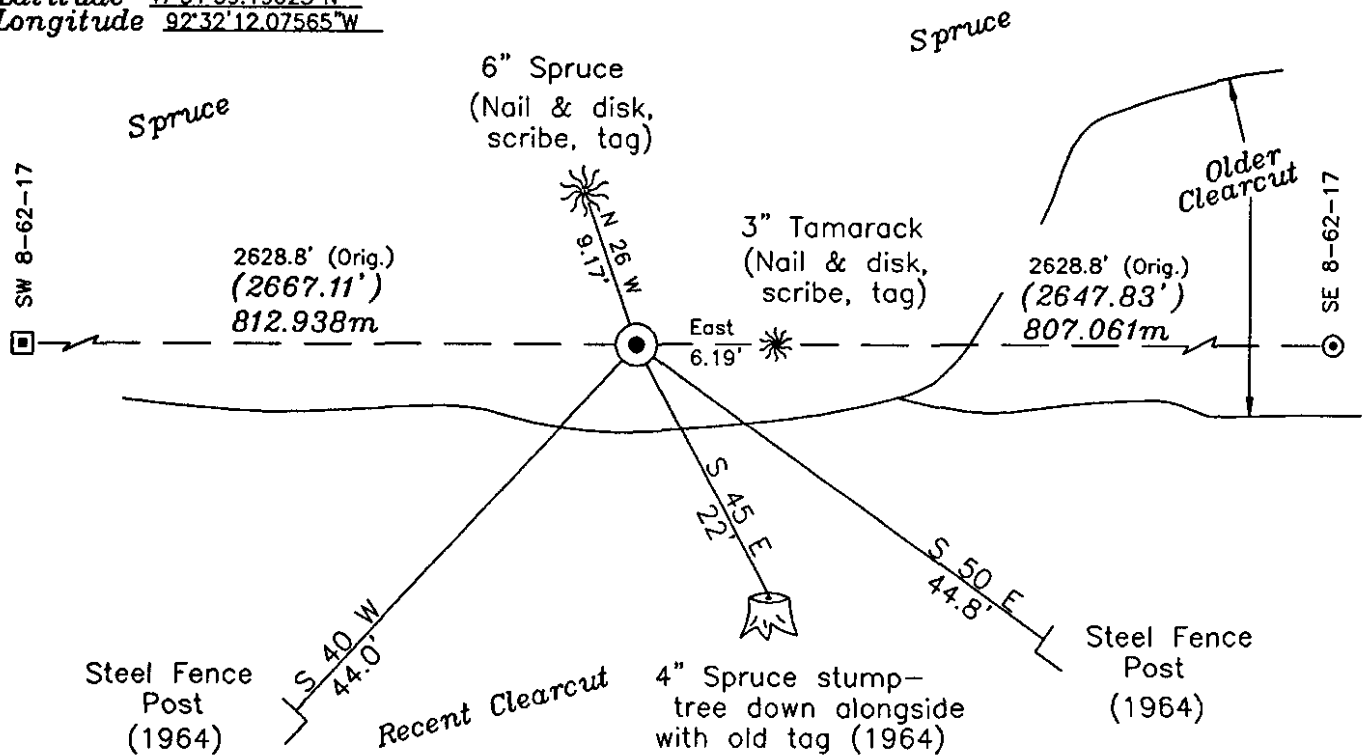 Longitude 92°32'12.07565"W
Spruce
Spruce
6" Spruce
(Nail & disk,
scribe, tag)
Older
Clearcut
SW 8-62-17
N 26 W
9.17'
3" Tamarack
(Nail & disk,
scribe, tag)
2628.8' (Orig.)
(2667.11')
812.938m
2628.8' (Orig.)
(2647.83')
807.061m
SE 8-62-17
East
6.19'
S 45 E
22'
S 50 E
44.8'
S 40 W
44.0'
Steel Fence
Post
(1964)
Recent Clearcut
4" Spruce stump–
tree down alongside
with old tag (1964)
Steel Fence
Post
(1964)